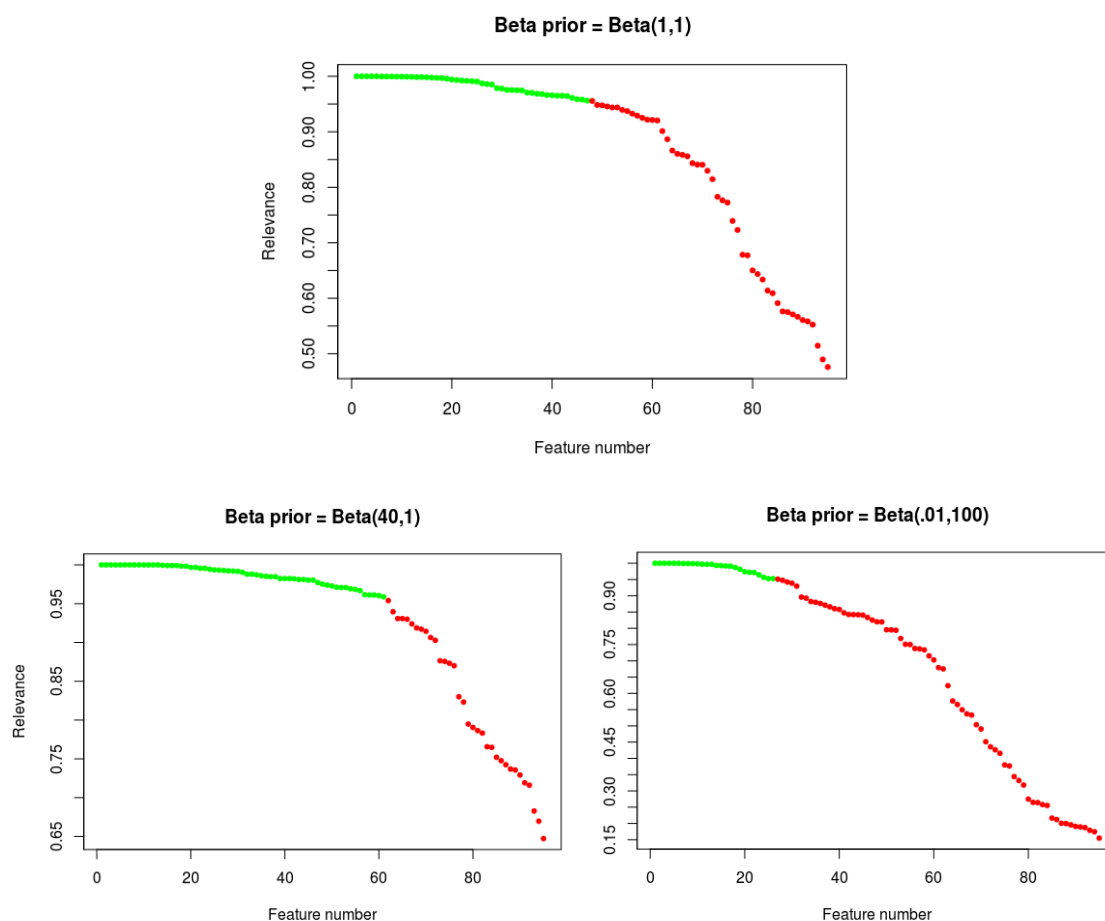 Beta prior = Beta(1,1)
1.00
0.90
0.80
0.70
0.60
0.50
Relevance
0 20 40 60 80
Feature number
Beta prior = Beta(40,1)
0.95
0.85
0.75
0.65
Relevance
0 20 40 60 80
Feature number
Beta prior = Beta(.01,100)
0.90
0.75
0.60
0.45
0.30
0.15
0 20 40 60 80
Feature number